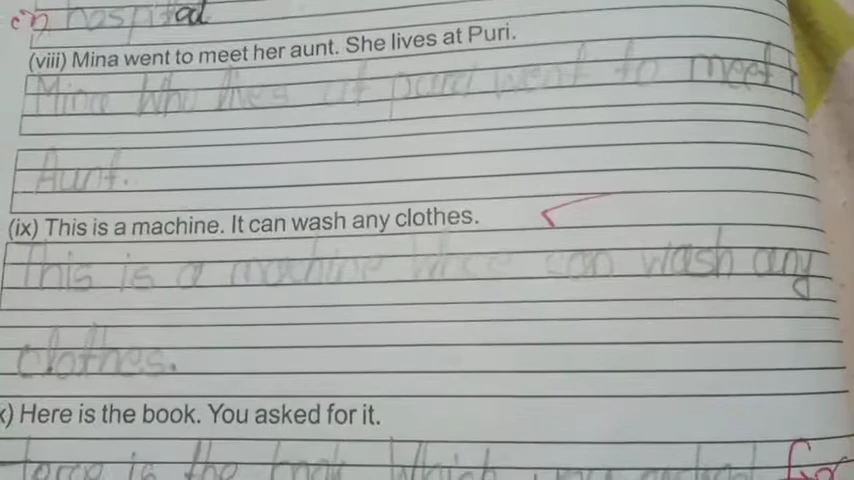 hospital
(viii) Mina went to meet her aunt. She lives at Puri.
Mina who lives at puri went to meet
Aunt.
(ix) This is a machine. It can wash any clothes.
This is a machine can wash any
clothes.
x) Here is the book. You asked for it.
is the book Which you asked for